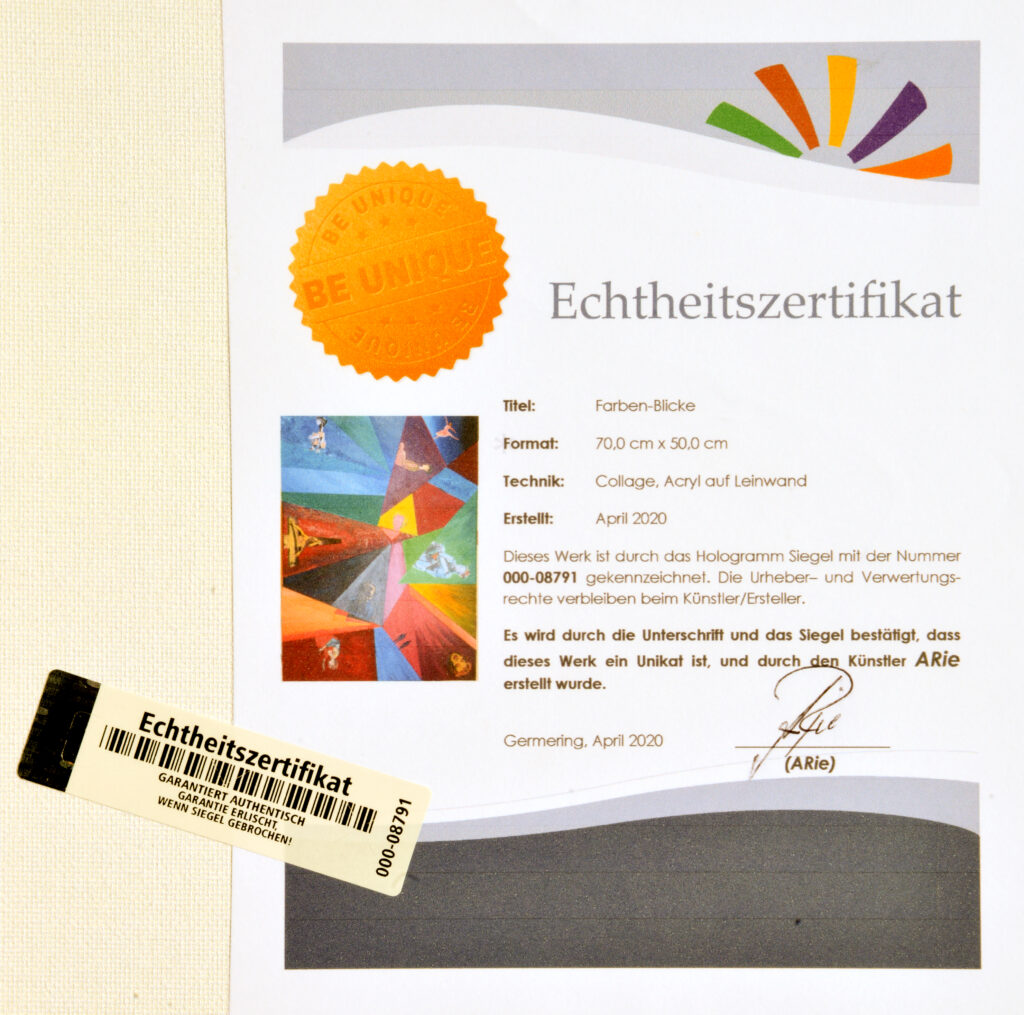 BE UNIQUE
BE UNIQUE
BE UNIQUE
Echtheitszertifikat
Titel: Farben-Blicke
Format: 70,0 cm x 50,0 cm
Technik: Collage, Acryl auf Leinwand
Erstellt: April 2020
Dieses Werk ist durch das Hologramm Siegel mit der Nummer
000-08791 gekennzeichnet. Die Urheber– und Verwertungs-
rechte verbleiben beim Künstler/Ersteller.
Es wird durch die Unterschrift und das Siegel bestätigt, dass
dieses Werk ein Unikat ist, und durch den Künstler ARie
erstellt wurde.
Germering, April 2020
ARie
(ARie)
Echtheitszertifikat
GARANTIERT AUTHENTISCH
GARANTIE ERLISCHT,
WENN SIEGEL GEBROCHEN!
000-08791